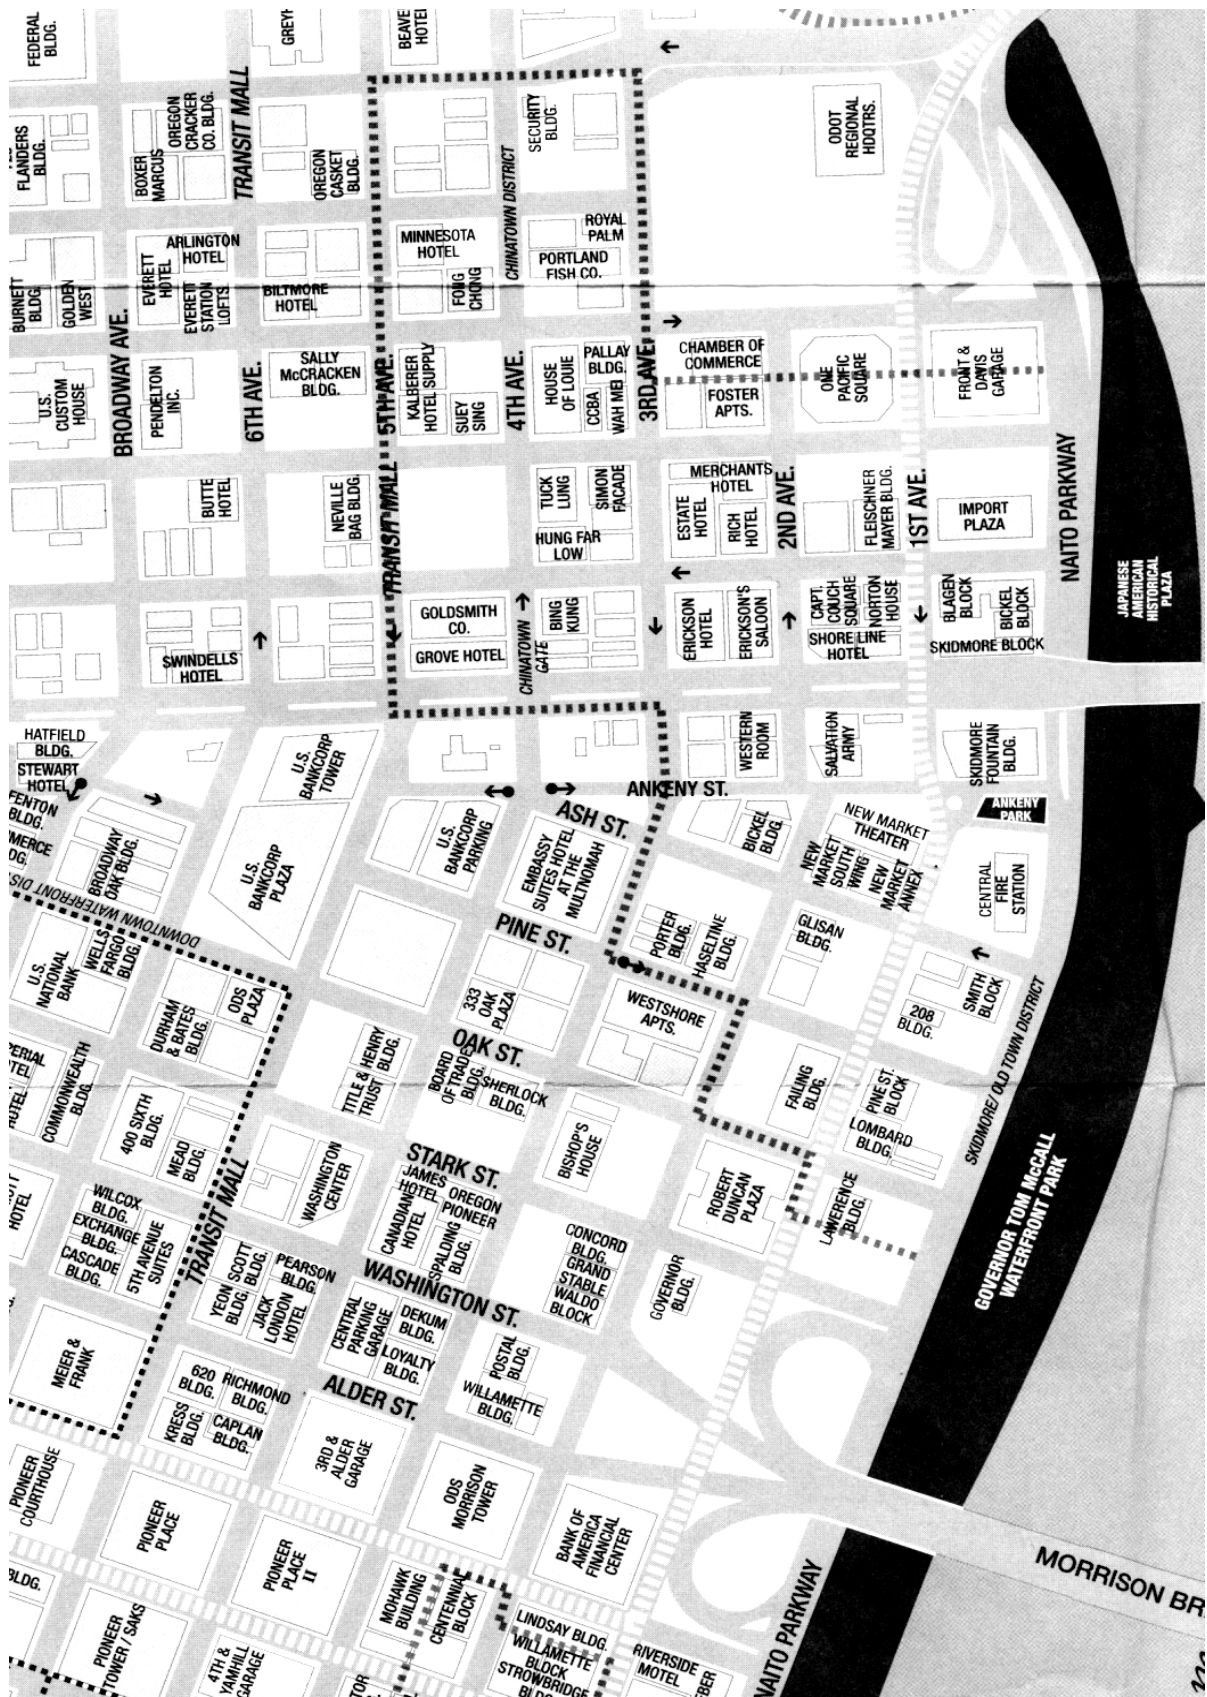 FEDERAL
BLDG.
BEAVE
HOTEL
FLANDERS
BLDG.
BOXER
MARCUS
OREGON
CRACKER
CO. BLDG.
TRANSIT MALL
OREGON
CASKET
BLDG.
SECURITY
BLDG.
ODOT
REGIONAL
HDQTRS.
CHINATOWN DISTRICT
BURNETT
BLDG.
GOLDEN
WEST
EVERETT
HOTEL
ARLINGTON
HOTEL
EVERETT
STATION
LOFTS
BILTMORE
HOTEL
MINNESOTA
HOTEL
FONG
CHONG
ROYAL
PALM
PORTLAND
FISH CO.
BROADWAY AVE.
6TH AVE.
5TH AVE.
4TH AVE.
3RD AVE.
2ND AVE.
1ST AVE.
NAITO PARKWAY
U.S.
CUSTOM
HOUSE
PENDELTON
INC.
SALLY
McCRACKEN
BLDG.
KALBERER
HOTEL SUPPLY
SUEY
SING
HOUSE
OF LOUIE
PALLAY
BLDG.
CCBA
WAH MEI
CHAMBER OF
COMMERCE
FOSTER
APTS.
ONE
PACIFIC
SQUARE
FRONT &
DAVIS
GARAGE
BUTTE
HOTEL
NEVILLE
BAG BLDG.
TRANSIT MALL
TUCK
LUNG
SIMON
FACADE
HUNG FAR
LOW
MERCHANTS
HOTEL
ESTATE
HOTEL
RICH
HOTEL
FLEISCHNER
MAYER BLDG.
IMPORT
PLAZA
JAPANESE
AMERICAN
HISTORICAL
PLAZA
SWINDELLS
HOTEL
GOLDSMITH
CO.
GROVE HOTEL
CHINATOWN
GATE
BING
KUNG
ERICKSON
HOTEL
ERICKSON'S
SALOON
CAPT.
COUCH
SQUARE
NORTON
HOUSE
SHORE LINE
HOTEL
BLAGEN
BLOCK
BICKEL
BLOCK
SKIDMORE BLOCK
HATFIELD
BLDG.
STEWART
HOTEL
FENTON
BLDG.
U.S.
BANKCORP
TOWER
WESTERN
ROOM
SALVATION
ARMY
SKIDMORE
FOUNTAIN
BLDG.
ANKENY ST.
ANKENY
PARK
BROADWAY
OAK BLDG.
U.S.
BANKCORP
PLAZA
U.S.
BANKCORP
PARKING
ASH ST.
EMBASSY
SUITES HOTEL
AT THE
MULTNOMAH
BICKEL
BLDG.
NEW MARKET
THEATER
NEW
MARKET
SOUTH
WING
NEW
MARKET
ANNEX
CENTRAL
FIRE
STATION
DOWNTOWN WATERFRONT DIS
U.S.
NATIONAL
BANK
WELLS
FARGO
BLDG.
PINE ST.
PORTER
BLDG.
HASELTINE
BLDG.
GLISAN
BLDG.
DURHAM
& BATES
BLDG.
ODS
PLAZA
333
OAK
PLAZA
WESTSHORE
APTS.
208
BLDG.
SMITH
BLOCK
SKIDMORE/ OLD TOWN DISTRICT
COMMONWEALTH
BLDG.
400 SIXTH
BLDG.
MEAD
BLDG.
TITLE &
TRUST
HENRY
BLDG.
OAK ST.
BOARD
OF TRADE
BLDG.
SHERLOCK
BLDG.
FAILING
BLDG.
PINE ST.
BLOCK
LOMBARD
BLDG.
HOTEL
WILCOX
BLDG.
EXCHANGE
BLDG.
CASCADE
BLDG.
5TH AVENUE
SUITES
TRANSIT MALL
WASHINGTON
CENTER
STARK ST.
JAMES
HOTEL
OREGON
PIONEER
CANADIAN
HOTEL
SPALDING
BLDG.
BISHOP'S
HOUSE
ROBERT
DUNCAN
PLAZA
LAWRENCE
BLDG.
GOVERNOR TOM McCALL
WATERFRONT PARK
YEON
BLDG.
SCOTT
BLDG.
PEARSON
BLDG.
JACK
LONDON
HOTEL
WASHINGTON ST.
CONCORD
BLDG.
GRAND
STABLE
WALDO
BLOCK
GOVERNOR
BLDG.
MEIER &
FRANK
CENTRAL
PARKING
GARAGE
DEKUM
BLDG.
LOYALTY
BLDG.
POSTAL
BLDG.
WILLAMETTE
BLDG.
620
BLDG.
RICHMOND
BLDG.
KRESS
BLDG.
CAPLAN
BLDG.
ALDER ST.
3RD &
ALDER
GARAGE
ODS
MORRISON
TOWER
PIONEER
COURTHOUSE
PIONEER
PLACE
PIONEER
PLACE
II
BANK OF
AMERICA
FINANCIAL
CENTER
MORRISON BR
NAITO PARKWAY
BLDG.
PIONEER
TOWER / SAKS
4TH &
YAMHILL
GARAGE
MOHAWK
BUILDING
CENTENNIAL
BLOCK
LINDSAY BLDG.
WILLAMETTE
BLOCK
STROWBRIDGE
RIVERSIDE
MOTEL